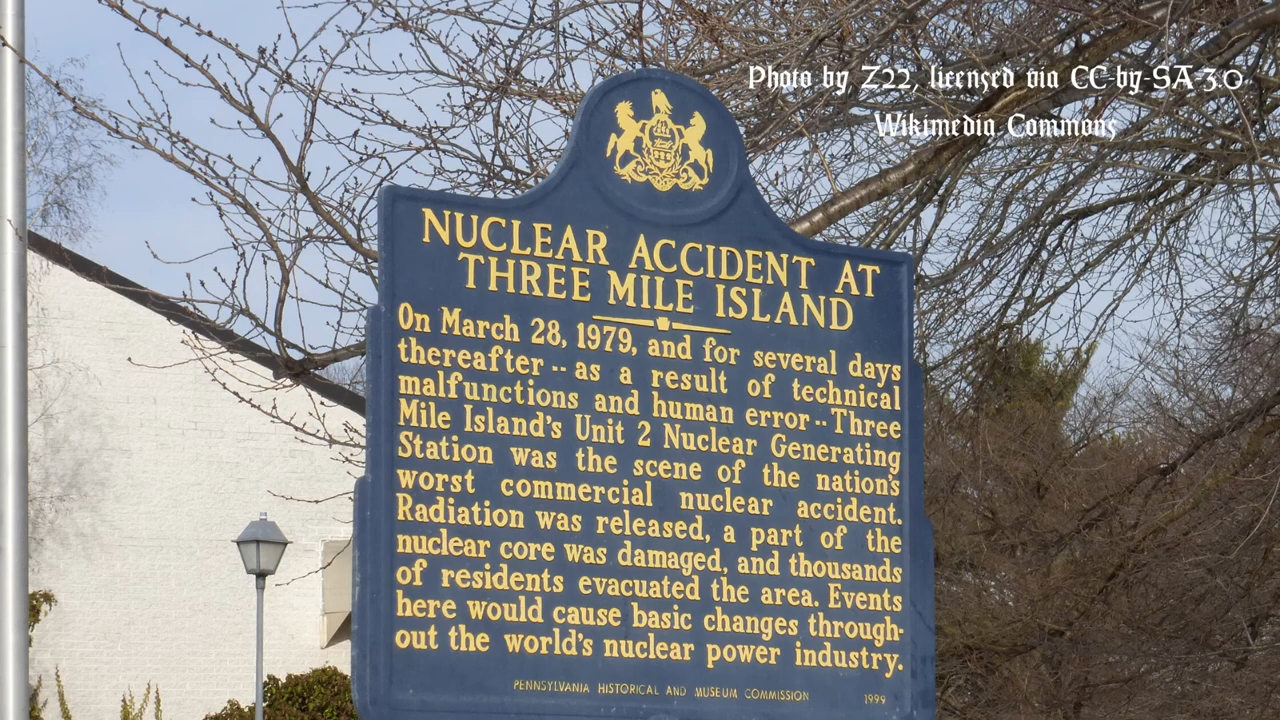 Photo by Z22, licensed via CC-by-SA-3.0
Wikimedia Commons
NUCLEAR ACCIDENT AT
THREE MILE ISLAND
On March 28, 1979, and for several days
thereafter -- as a result of technical
malfunctions and human error -- Three
Mile Island's Unit 2 Nuclear Generating
Station was the scene of the nation's
worst commercial nuclear accident.
Radiation was released, a part of the
nuclear core was damaged, and thousands
of residents evacuated the area. Events
here would cause basic changes through-
out the world's nuclear power industry.
PENNSYLVANIA HISTORICAL AND MUSEUM COMMISSION 1999